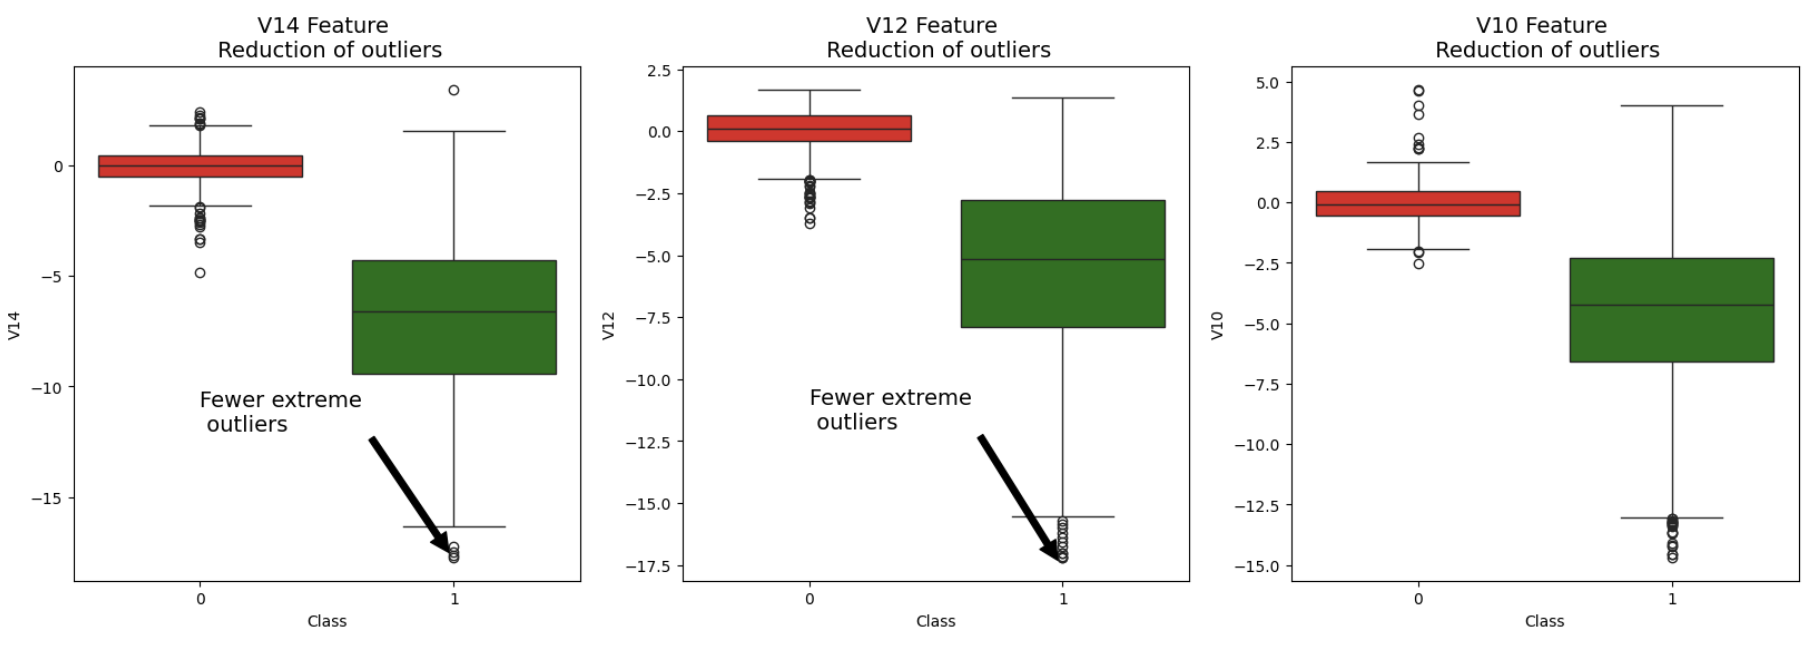 V14 Feature
Reduction of outliers
V14
0
−5
−10
−15
Fewer extreme
outliers
0
1
Class
V12 Feature
Reduction of outliers
V12
2.5
0.0
−2.5
−5.0
−7.5
−10.0
−12.5
−15.0
−17.5
Fewer extreme
outliers
0
1
Class
V10 Feature
Reduction of outliers
V10
5.0
2.5
0.0
−2.5
−5.0
−7.5
−10.0
−12.5
−15.0
0
1
Class